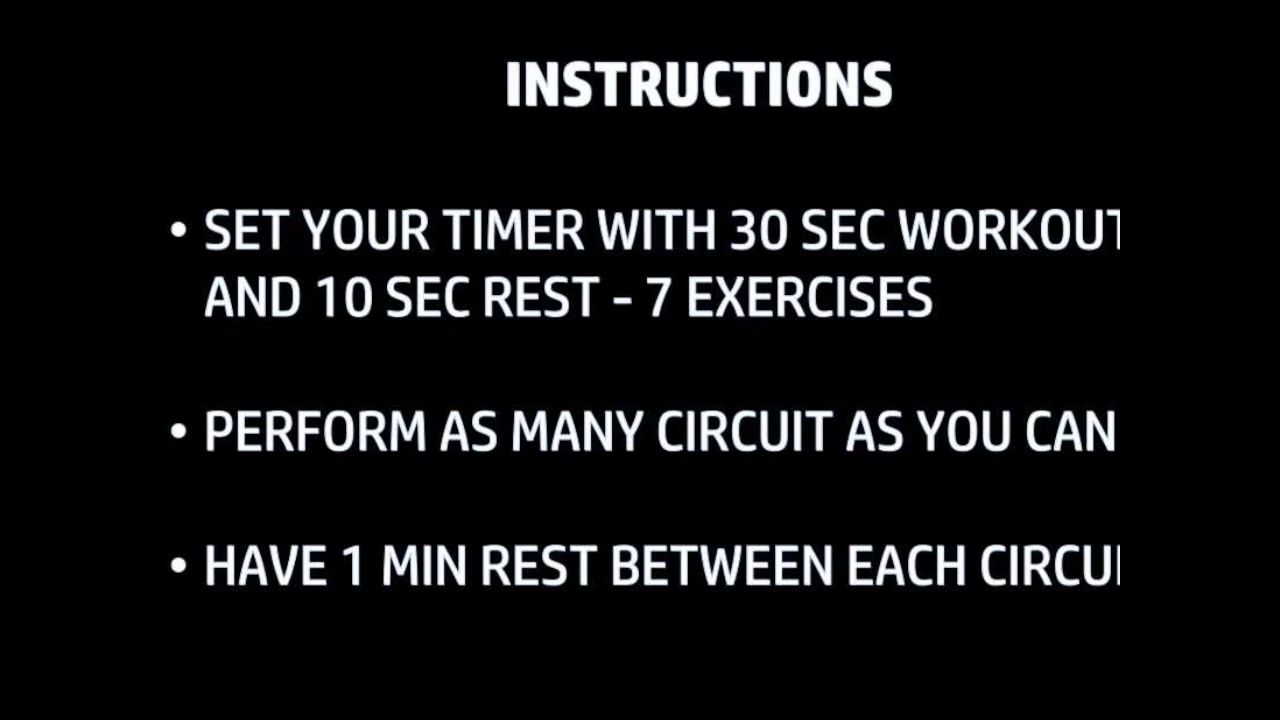 INSTRUCTIONS
• SET YOUR TIMER WITH 30 SEC WORKOUT
AND 10 SEC REST - 7 EXERCISES
• PERFORM AS MANY CIRCUIT AS YOU CAN
• HAVE 1 MIN REST BETWEEN EACH CIRCUI